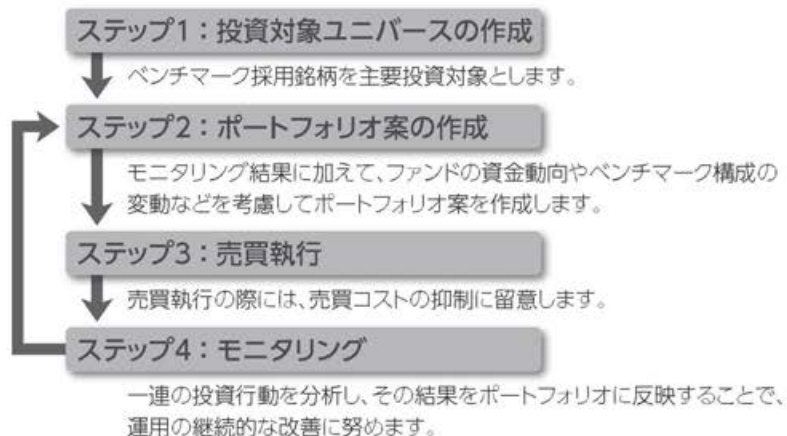 ステップ1：投資対象ユニバースの作成
ベンチマーク採用銘柄を主要投資対象とします。
ステップ2：ポートフォリオ案の作成
モニタリング結果に加えて、ファンドの資金動向やベンチマーク構成の
変動などを考慮してポートフォリオ案を作成します。
ステップ3：売買執行
売買執行の際には、売買コストの抑制に留意します。
ステップ4：モニタリング
一連の投資行動を分析し、その結果をポートフォリオに反映することで、
運用の継続的な改善に努めます。